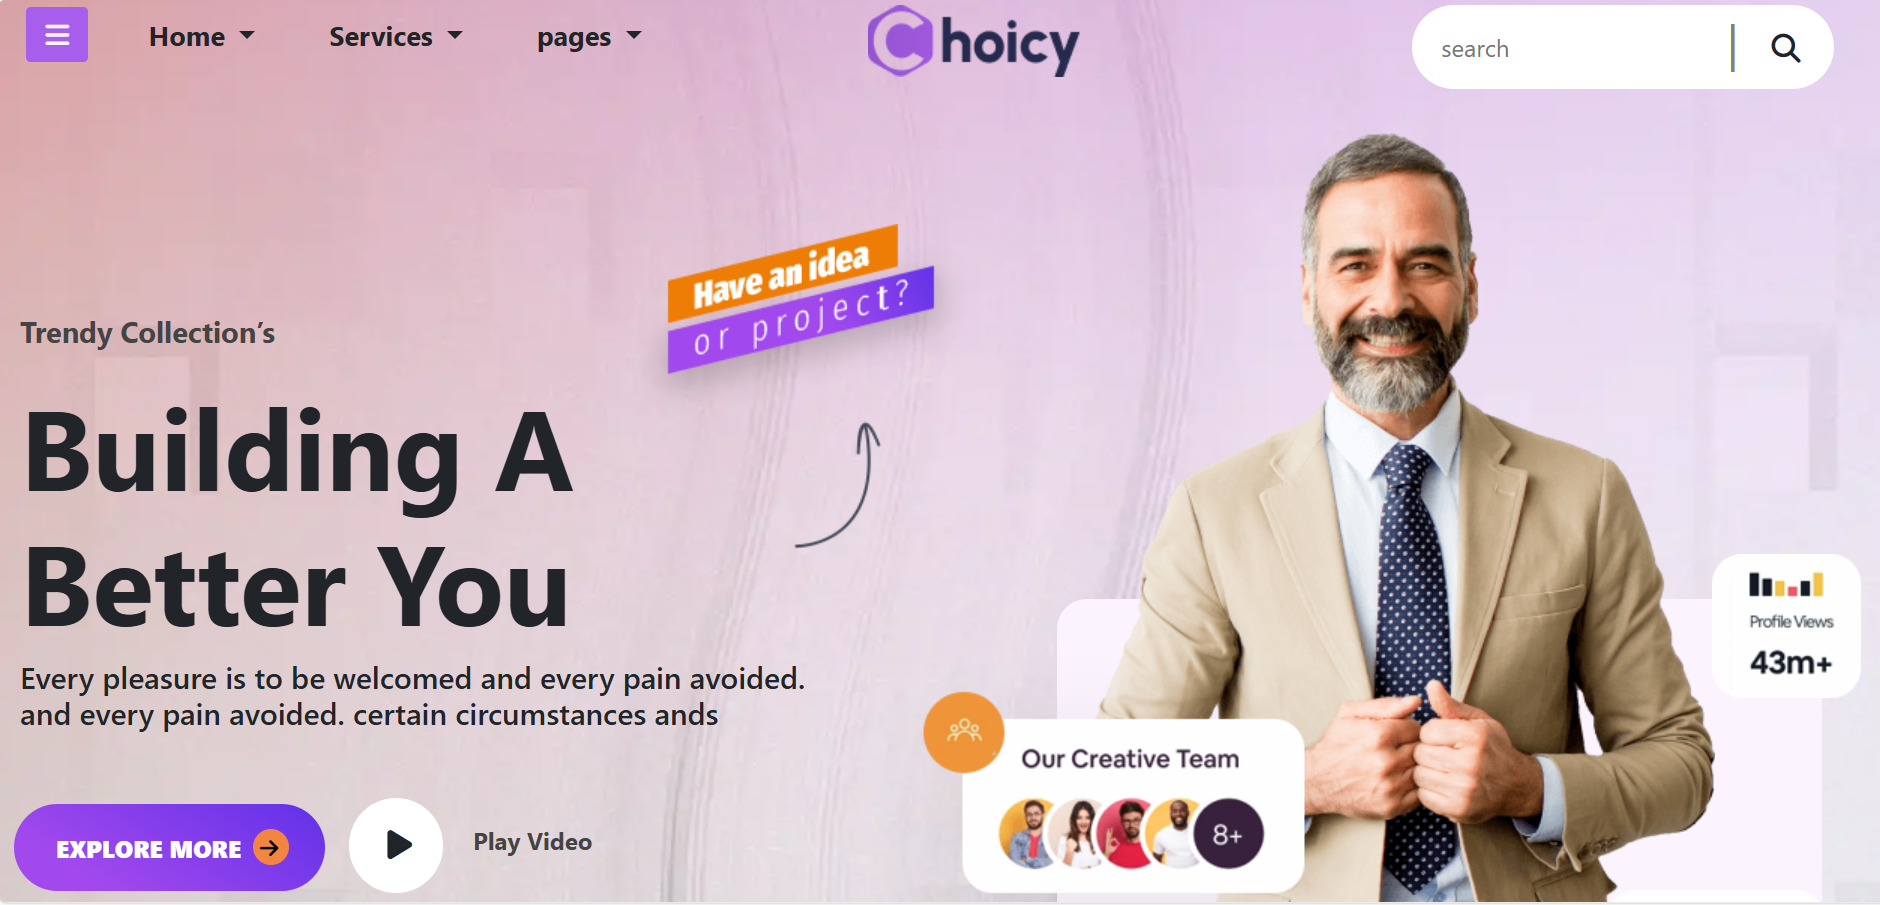 Home
Services
pages
Choicy
search
Have an idea
or project?
Trendy Collection’s
Building A
Better You
Every pleasure is to be welcomed and every pain avoided.
and every pain avoided. certain circumstances ands
Profile Views
43m+
Our Creative Team
8+
EXPLORE MORE
Play Video